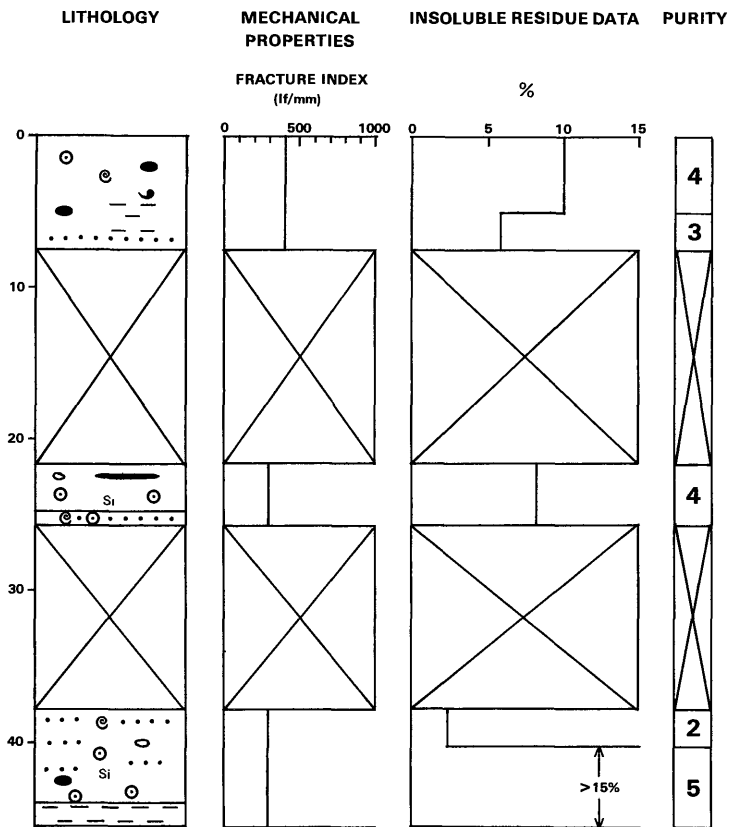 LITHOLOGY
MECHANICAL
PROPERTIES
INSOLUBLE RESIDUE DATA
PURITY
FRACTURE INDEX
(If/mm)
%
0 500 1000
0 5 10 15
0
4
3
10
20
Si
4
30
2
40
Si
>15%
5